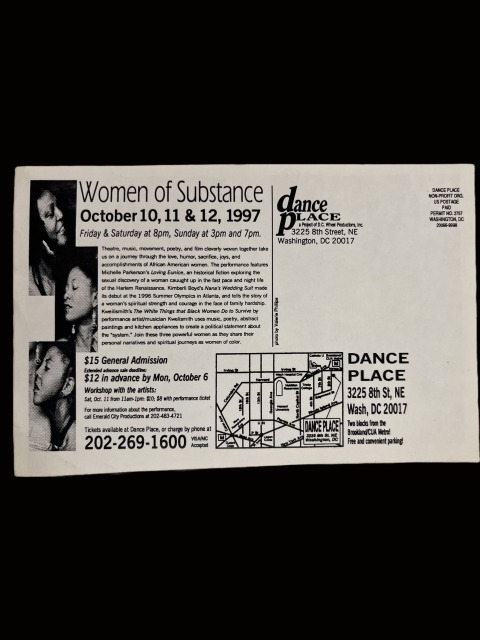 Women of Substance
October 10, 11 & 12, 1997
Friday & Saturday at 8pm, Sunday at 3pm and 7pm.
Theatre, music, movement, poetry, and film cleverly woven together take
us on a journey through the love, humor, sacrifice, joys, and
accomplishments of African American women. The performance features
Michelle Parkerson's Loving Eunice, an historical fiction exploring the
sexual discovery of a woman caught up in the fast pace and night life
of the Harlem Renaissance. Kimberli Boyd's Nana's Wedding Suit made
its debut at the 1996 Summer Olympics in Atlanta, and tells the story of
a woman's spiritual strength and courage in the face of family hardship.
Kwelismith's The White Things that Black Women Do to Survive by
performance artist/musician Kwelismith uses music, poetry, abstract
paintings and kitchen appliances to create a political statement about
the "system." Join these three powerful women as they share their
personal narratives and spiritual journeys as women of color.
$15 General Admission
Extended advance sale deadline:
$12 in advance by Mon, October 6
Workshop with the artists:
Sat, Oct. 11 from 11am-1pm: $10; $8 with performance ticket
For more information about the performance,
call Emerald City Productions at 202-483-4721
Tickets available at Dance Place, or charge by phone at
202-269-1600 VISA/MC
Accepted
photo by Valerie Phillips
dance
PLACE
a Project of D.C. Wheel Productions, Inc.
3225 8th Street, NE
Washington, DC 20017
DANCE PLACE
NON-PROFIT ORG.
US POSTAGE
PAID
PERMIT NO. 3757
WASHINGTON, DC
20066-9998
Irving St
Irving St
Harvard
Georgia Ave
DANCE PLACE
3225 8th St. NE
Washington, DC
DANCE
PLACE
3225 8th St, NE
Wash, DC 20017
Two blocks from the
Brookland/CUA Metro!
Free and convenient parking!